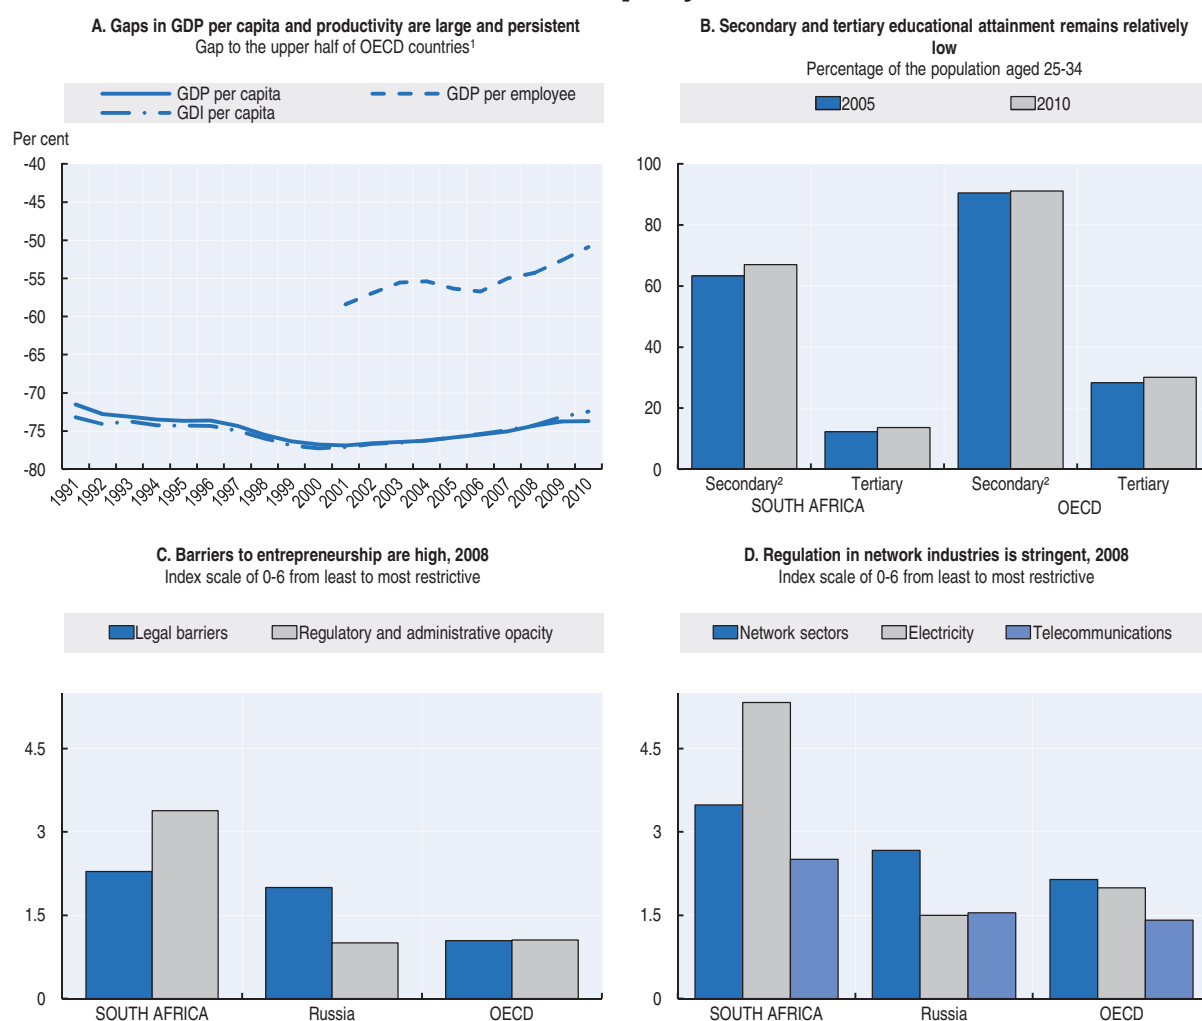 A. Gaps in GDP per capita and productivity are large and persistent
Gap to the upper half of OECD countries¹
GDP per capita
GDP per employee
GDI per capita
Per cent
-40
-45
-50
-55
-60
-65
-70
-75
-80
1991 1992 1993 1994 1995 1996 1997 1998 1999 2000 2001 2002 2003 2004 2005 2006 2007 2008 2009 2010
B. Secondary and tertiary educational attainment remains relatively
low
Percentage of the population aged 25-34
2005 2010
100
80
60
40
20
0
Secondary² Tertiary Secondary² Tertiary
SOUTH AFRICA OECD
C. Barriers to entrepreneurship are high, 2008
Index scale of 0-6 from least to most restrictive
Legal barriers Regulatory and administrative opacity
4.5
3
1.5
0
SOUTH AFRICA Russia OECD
D. Regulation in network industries is stringent, 2008
Index scale of 0-6 from least to most restrictive
Network sectors Electricity Telecommunications
4.5
3
1.5
0
SOUTH AFRICA Russia OECD